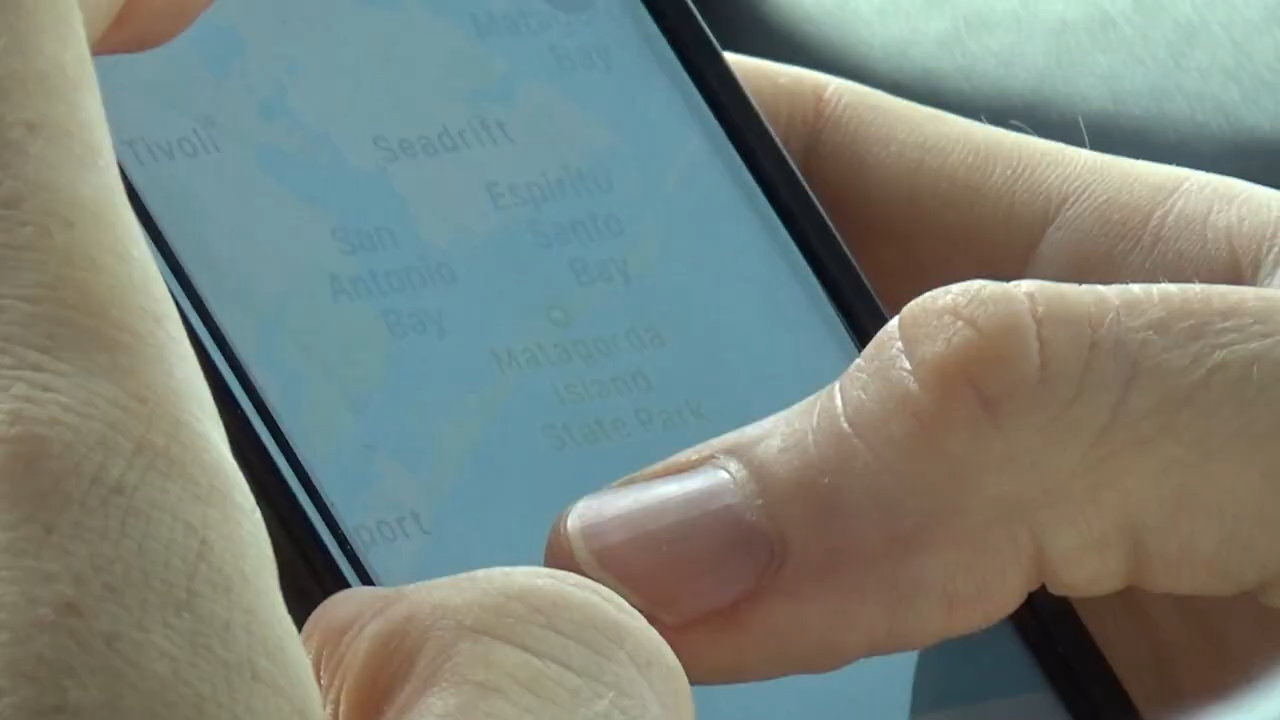 Matagorda
Bay
Tivoli
Seadrift
Espiritu
Santo
Bay
San
Antonio
Bay
Matagorda
Island
State Park
port